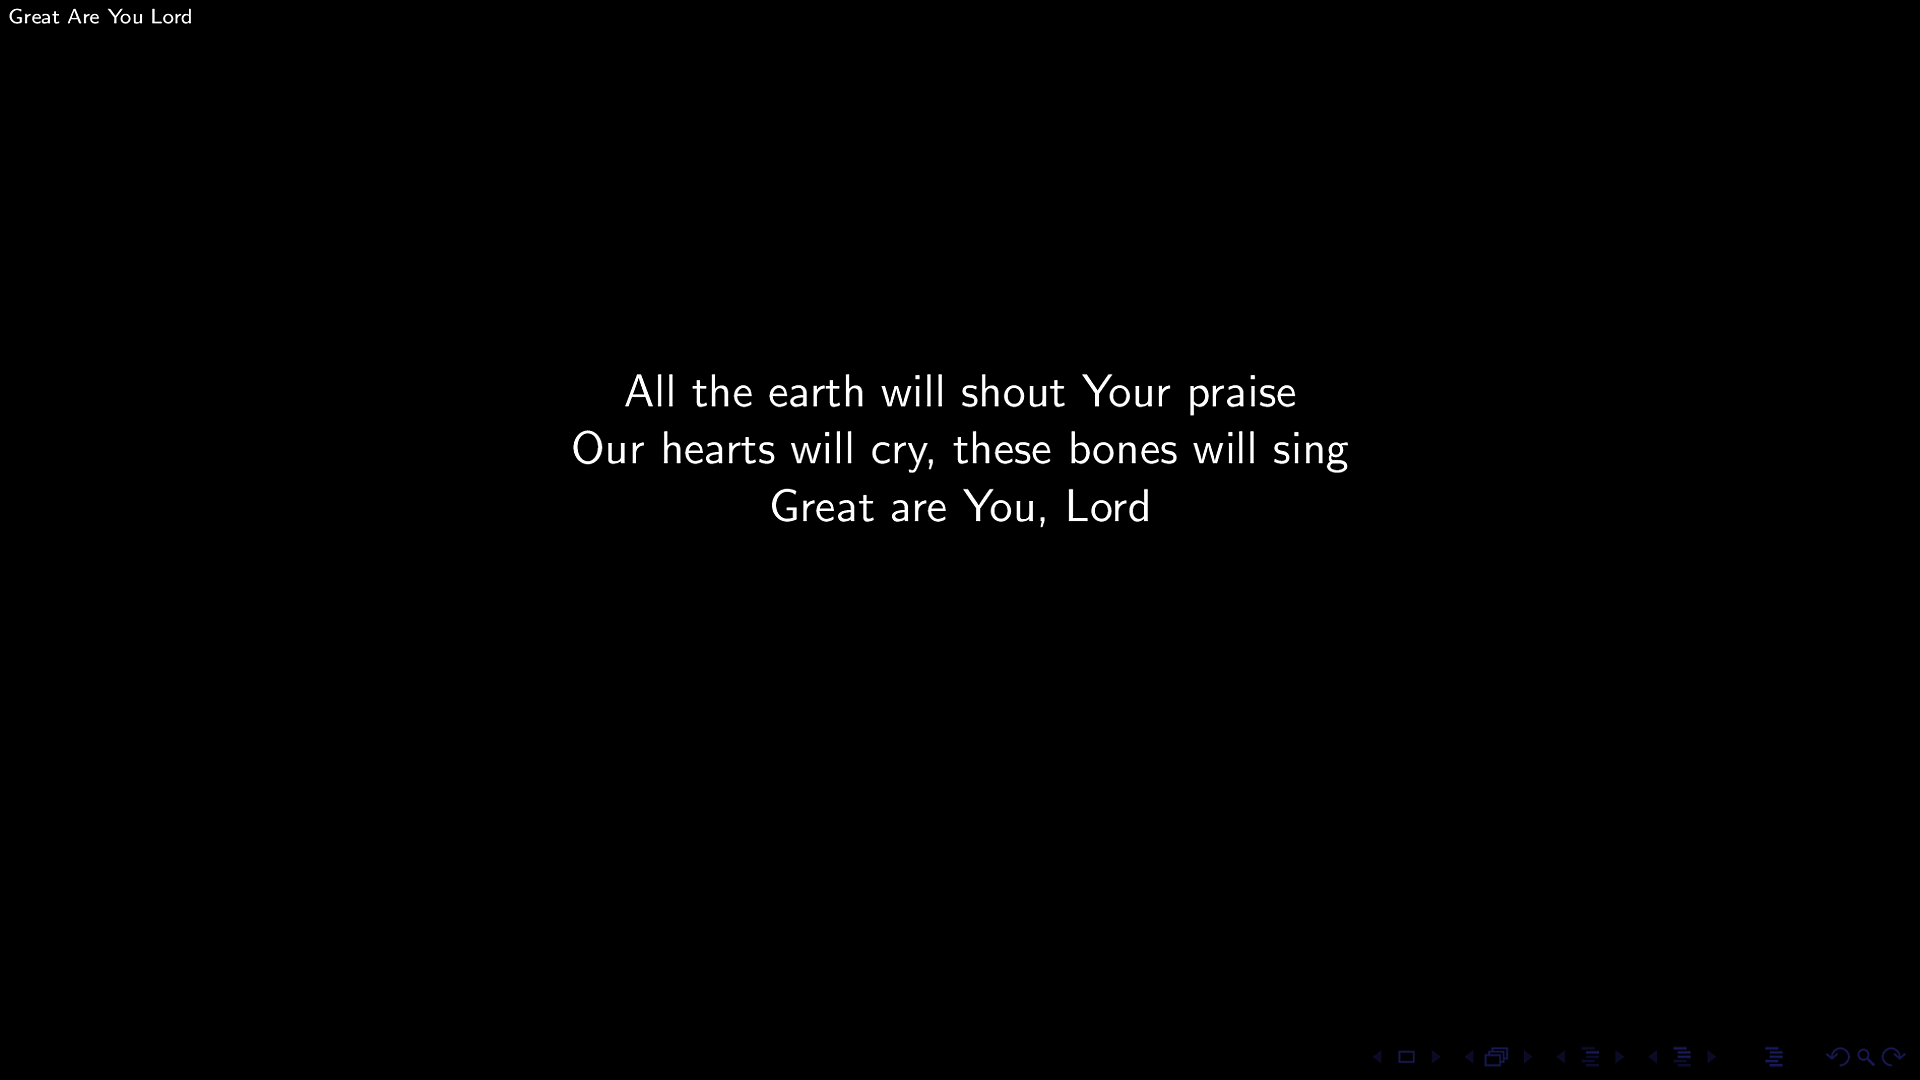 Great Are You Lord
All the earth will shout Your praise
Our hearts will cry, these bones will sing
Great are You, Lord